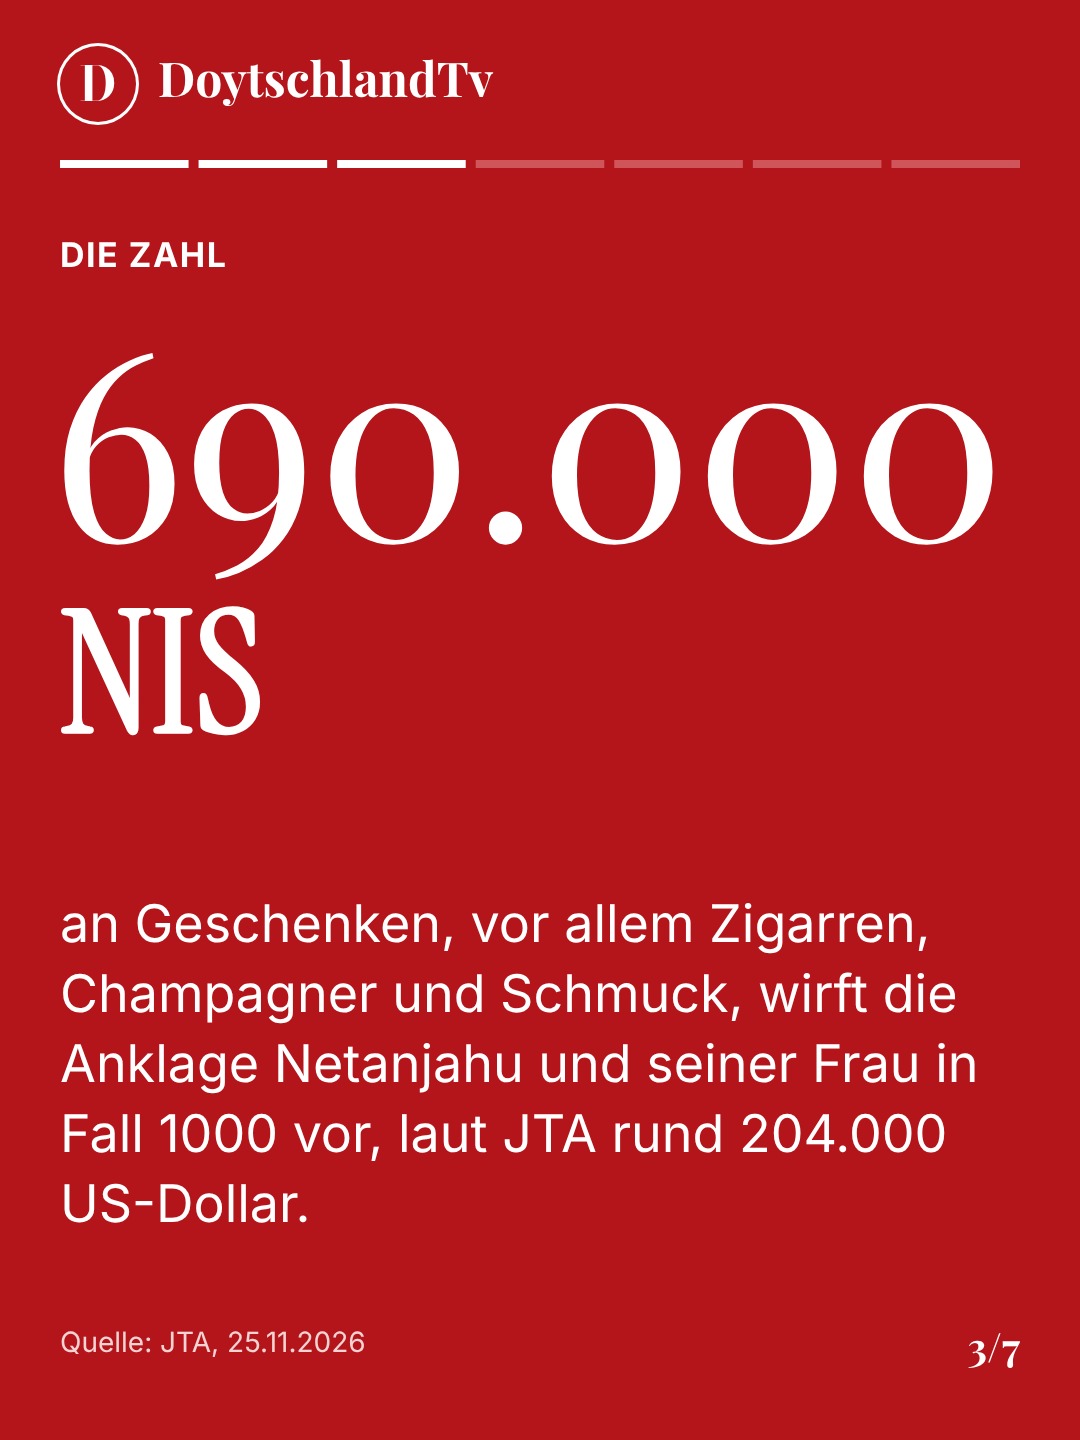 D DoytschlandTv
DIE ZAHL
690.000
NIS
an Geschenken, vor allem Zigarren,
Champagner und Schmuck, wirft die
Anklage Netanjahu und seiner Frau in
Fall 1000 vor, laut JTA rund 204.000
US-Dollar.
Quelle: JTA, 25.11.2026
3/7